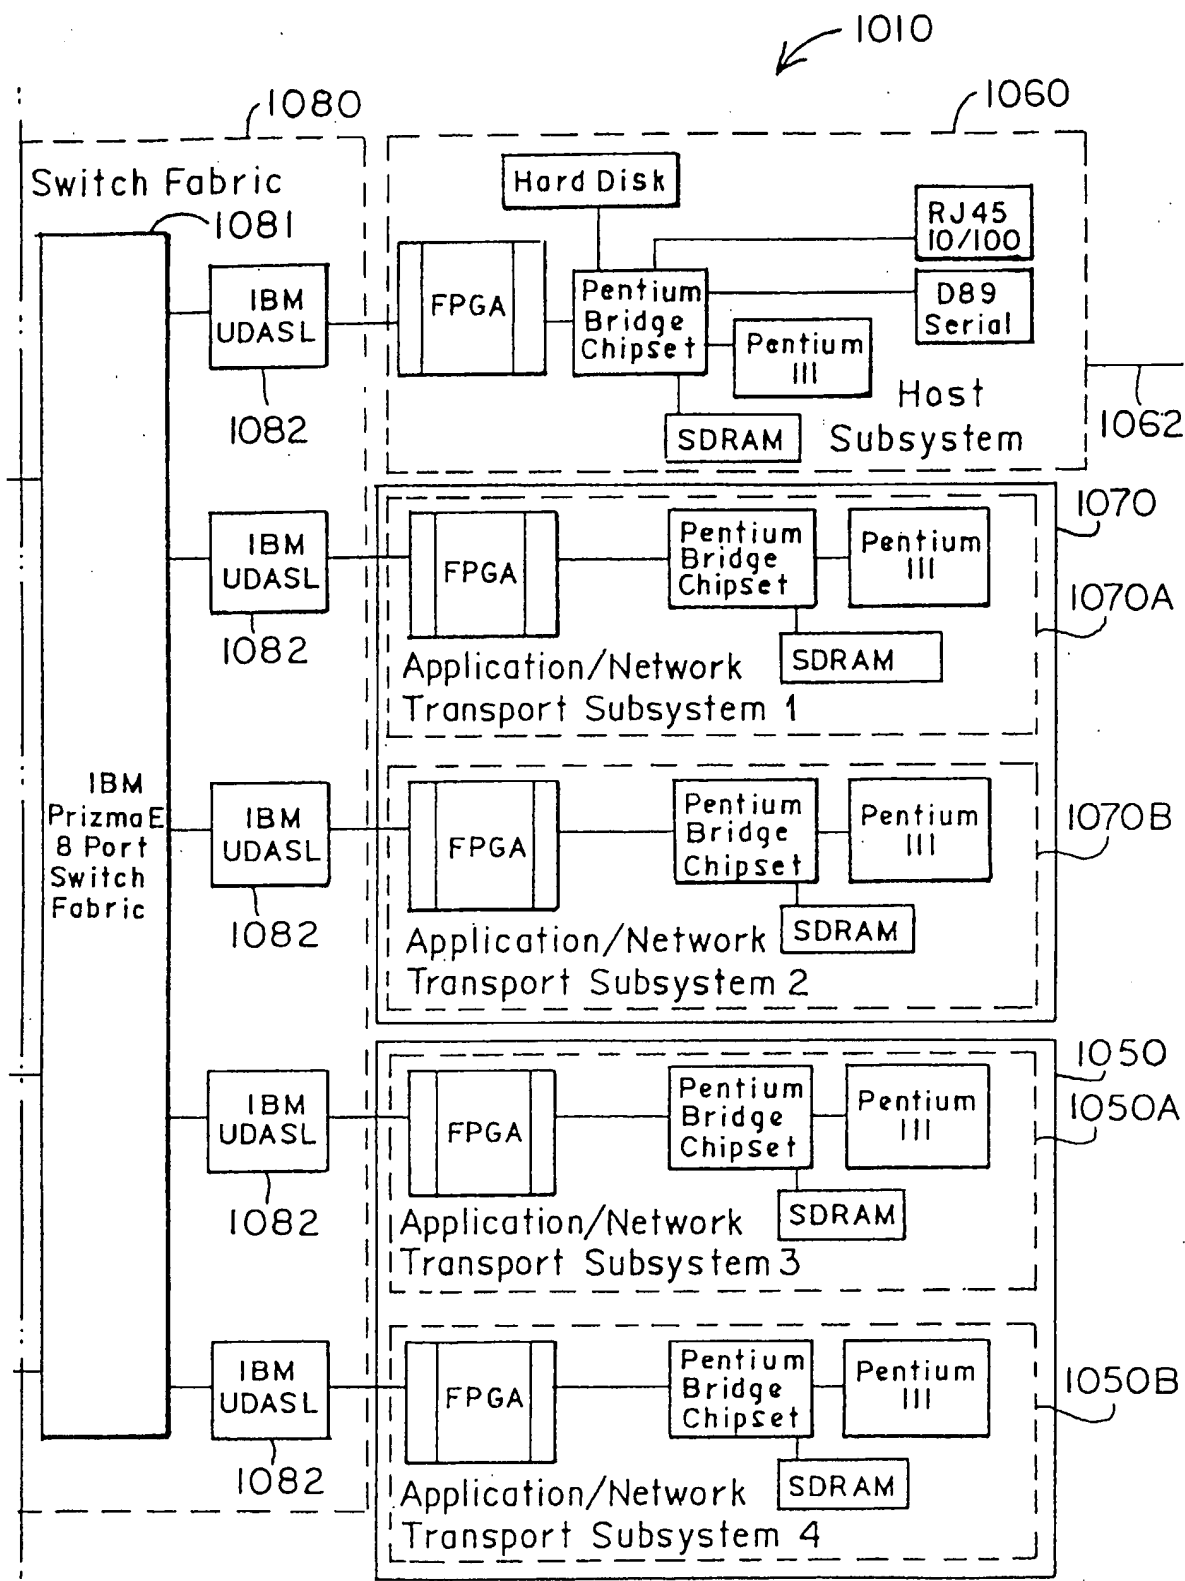 1010
1080
1060
Switch Fabric
1081
Hard Disk
RJ45
10/100
IBM
UDASL
FPGA
Pentium
Bridge
Chipset
D89
Serial
Pentium
III
1082
SDRAM
Host
Subsystem
1062
IBM
UDASL
FPGA
Pentium
Bridge
Chipset
Pentium
III
1070
1070A
1082
SDRAM
Application/Network
Transport Subsystem 1
IBM
PrizmaE
8 Port
Switch
Fabric
IBM
UDASL
FPGA
Pentium
Bridge
Chipset
Pentium
III
1070B
1082
SDRAM
Application/Network
Transport Subsystem 2
1050
1050A
IBM
UDASL
FPGA
Pentium
Bridge
Chipset
Pentium
III
1082
SDRAM
Application/Network
Transport Subsystem 3
IBM
UDASL
FPGA
Pentium
Bridge
Chipset
Pentium
III
1050B
1082
SDRAM
Application/Network
Transport Subsystem 4